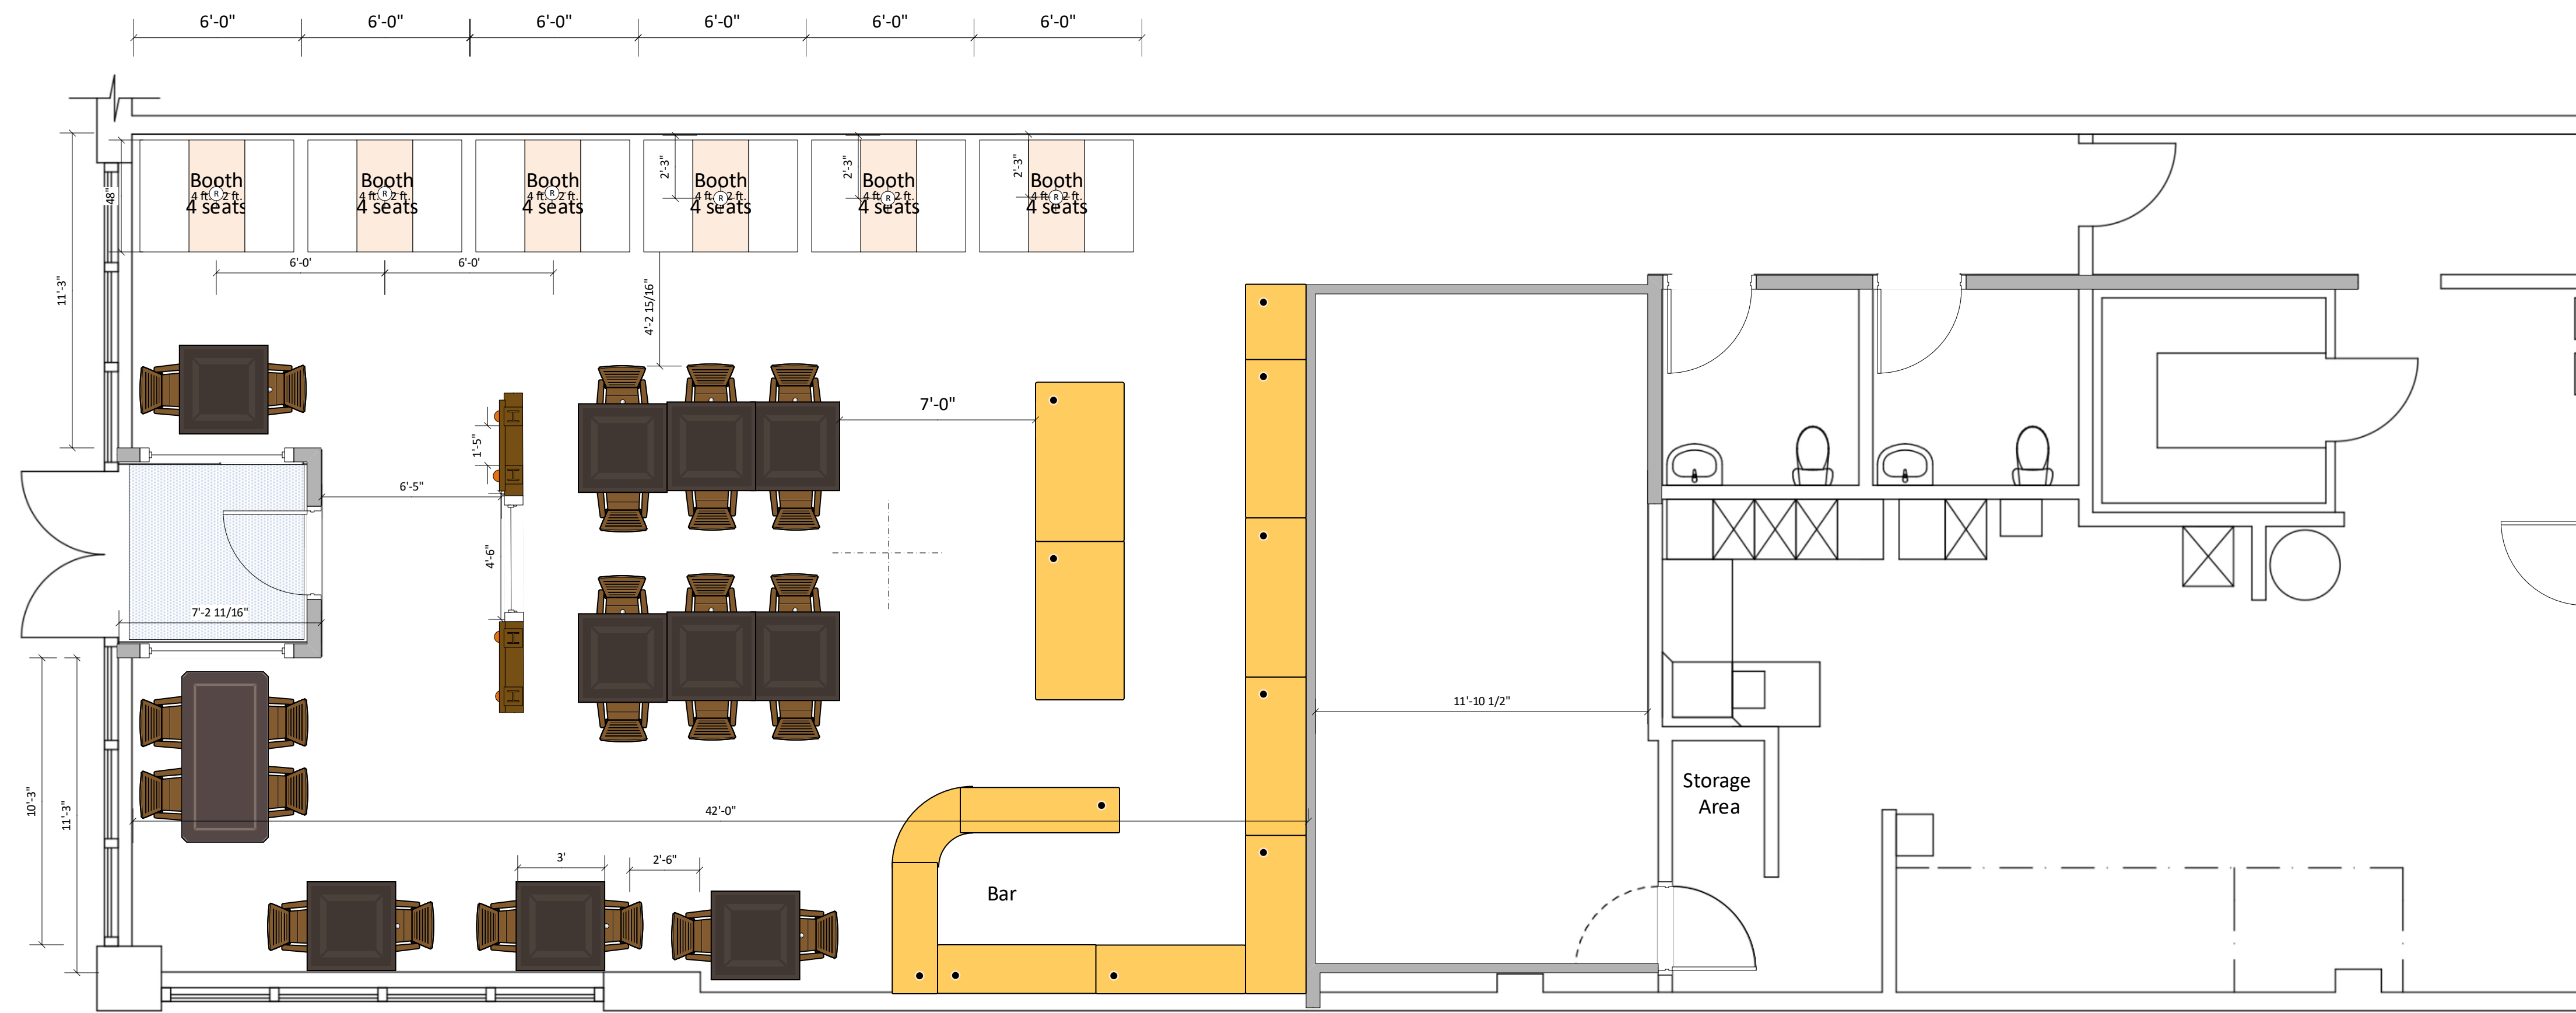 6'-0" 6'-0" 6'-0" 6'-0" 6'-0" 6'-0"
48"
Booth
4 ft. R 2 ft.
4 seats
Booth
4 ft. R 2 ft.
4 seats
Booth
4 ft. R 2 ft.
4 seats
2'-3"
Booth
4 ft. R 2 ft.
4 seats
2'-3"
Booth
4 ft. R 2 ft.
4 seats
2'-3"
Booth
4 ft. R 2 ft.
4 seats
6'-0' 6'-0'
11'-3"
4'-2 15/16"
7'-0"
1'-5"
6'-5"
4'-6"
7'-2 11/16"
11'-10 1/2"
Storage
Area
10'-3"
11'-3"
42'-0"
3' 2'-6"
Bar